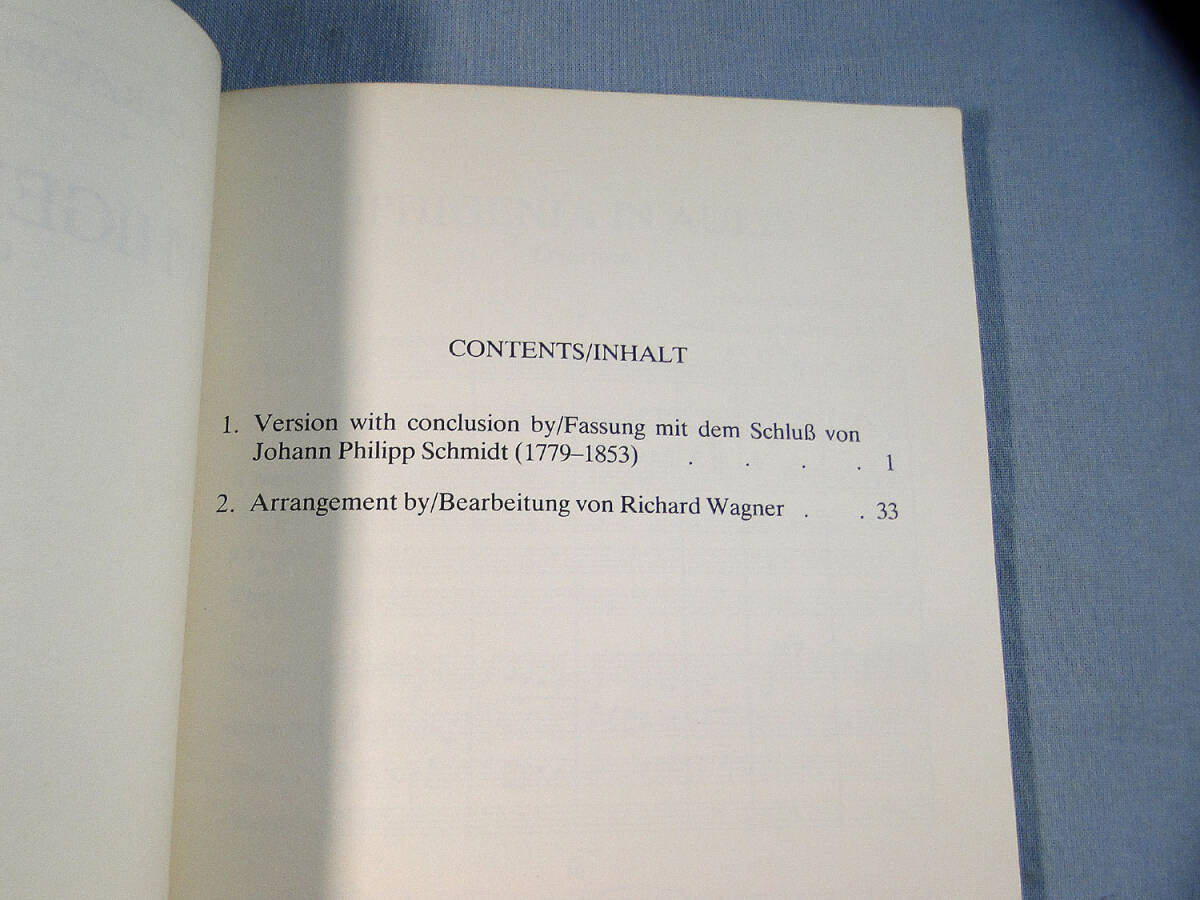 CONTENTS/INHALT
1. Version with conclusion by/Fassung mit dem Schluß von
Johann Philipp Schmidt (1779–1853) . . . . 1
2. Arrangement by/Bearbeitung von Richard Wagner . . 33